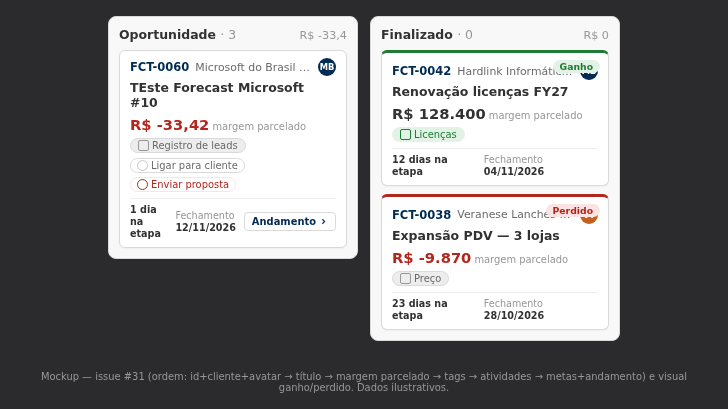 Oportunidade · 3 R$ -33,4
FCT-0060 Microsoft do Brasil ... MB
TEste Forecast Microsoft
#10
R$ -33,42 margem parcelado
Registro de leads
Ligar para cliente
Enviar proposta
1 dia
na
etapa
Fechamento
12/11/2026
Andamento ›
Finalizado · 0 R$ 0
FCT-0042 Hardlink Informátic... Ganho
Renovação licenças FY27
R$ 128.400 margem parcelado
Licenças
12 dias na
etapa
Fechamento
04/11/2026
FCT-0038 Veranese Lanches ... Perdido
Expansão PDV — 3 lojas
R$ -9.870 margem parcelado
Preço
23 dias na
etapa
Fechamento
28/10/2026
Mockup — issue #31 (ordem: id+cliente+avatar → título → margem parcelado → tags → atividades → metas+andamento) e visual
ganho/perdido. Dados ilustrativos.